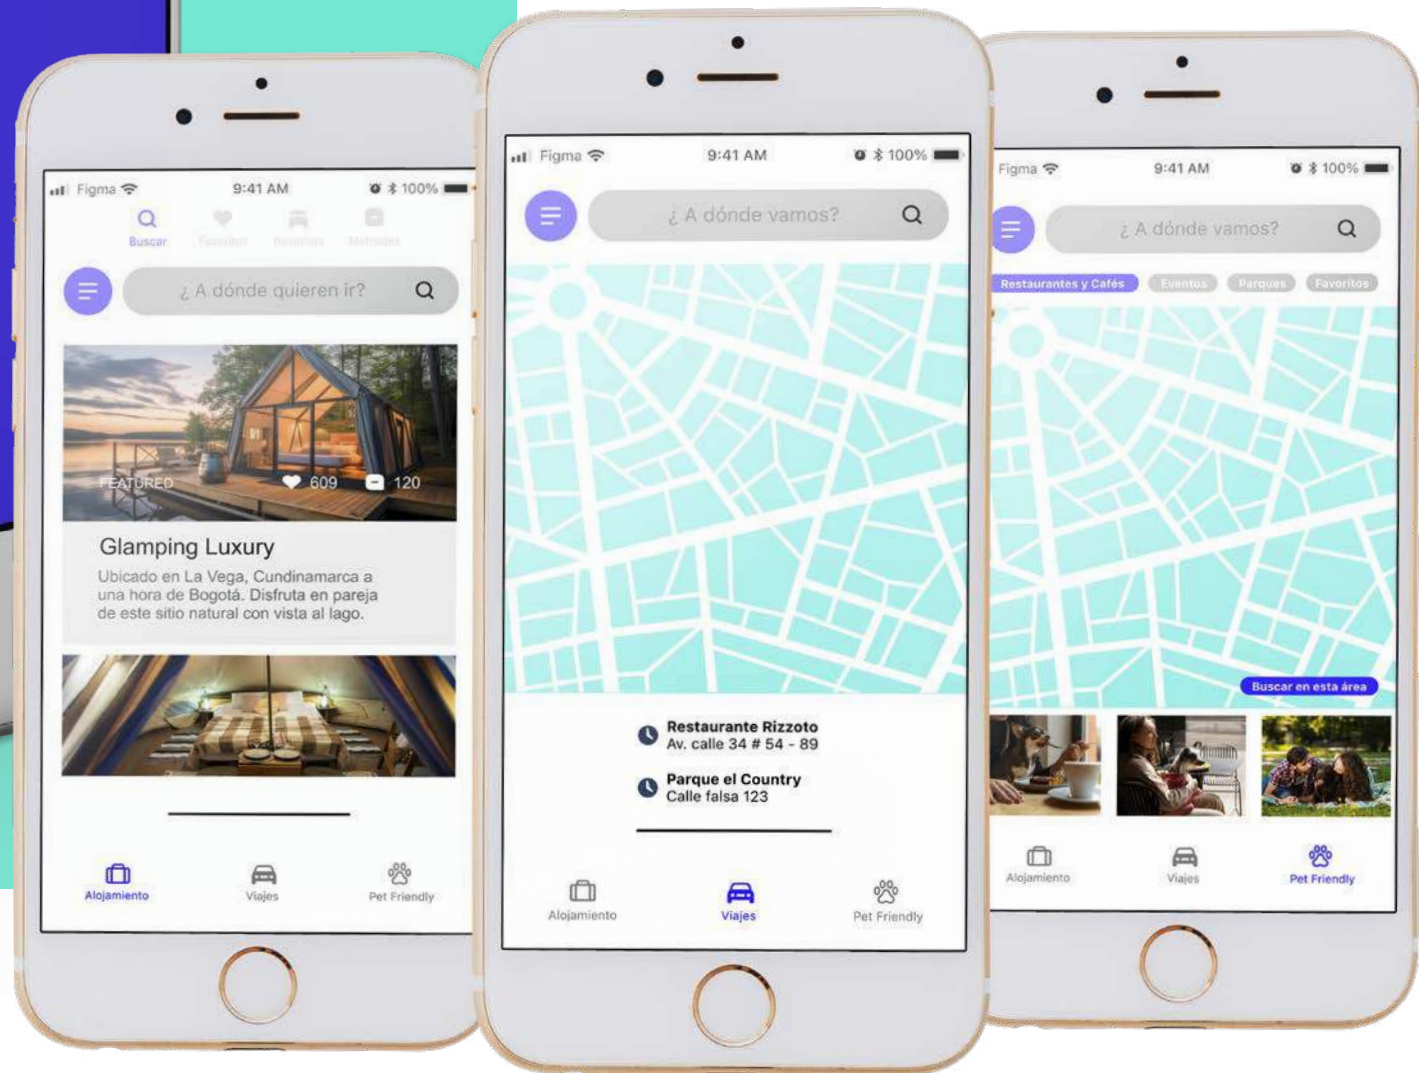 Figma
9:41 AM
100%
Buscar
Favoritos
Reservas
¿ A dónde quieren ir?
FEATURED
609
120
Glamping Luxury
Ubicado en La Vega, Cundinamarca a
una hora de Bogotá. Disfruta en pareja
de este sitio natural con vista al lago.
Alojamiento
Viajes
Pet Friendly
Figma
9:41 AM
100%
¿ A dónde vamos?
Restaurante Rizzoto
Av. calle 34 # 54 - 89
Parque el Country
Calle falsa 123
Alojamiento
Viajes
Pet Friendly
Figma
9:41 AM
100%
¿ A dónde vamos?
Restaurantes y Cafés
Eventos
Parques
Favoritos
Buscar en esta área
Alojamiento
Viajes
Pet Friendly